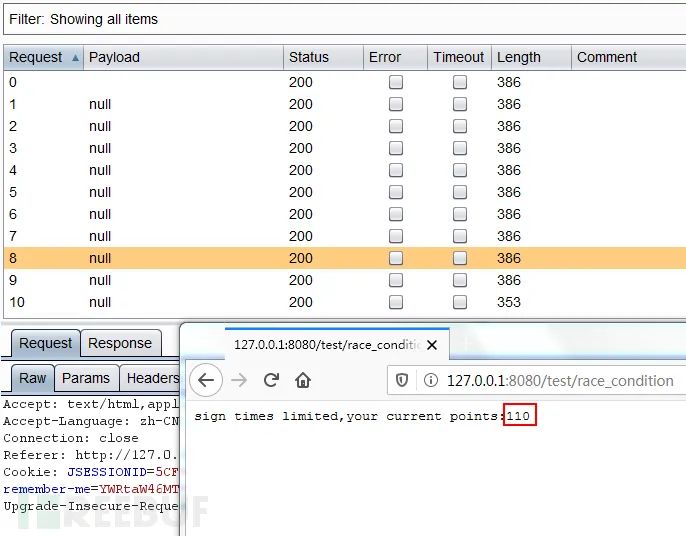 Filter: Showing all items
Request Payload Status Error Timeout Length Comment
0 200 386
1 null 200 386
2 null 200 386
3 null 200 386
4 null 200 386
5 null 200 386
6 null 200 386
7 null 200 386
8 null 200 386
9 null 200 386
10 null 200 353
Request Response
Raw Params Headers
Accept: text/html,appl
Accept-Language: zh-CN
Connection: close
Referer: http://127.0.
Cookie: JSESSIONID=5CF
remember-me=YWRtaW46MT
Upgrade-Insecure-Reque
127.0.0.1:8080/test/race_conditio
127.0.0.1:8080/test/race_condition
sign times limited,your current points:110
REEBUF